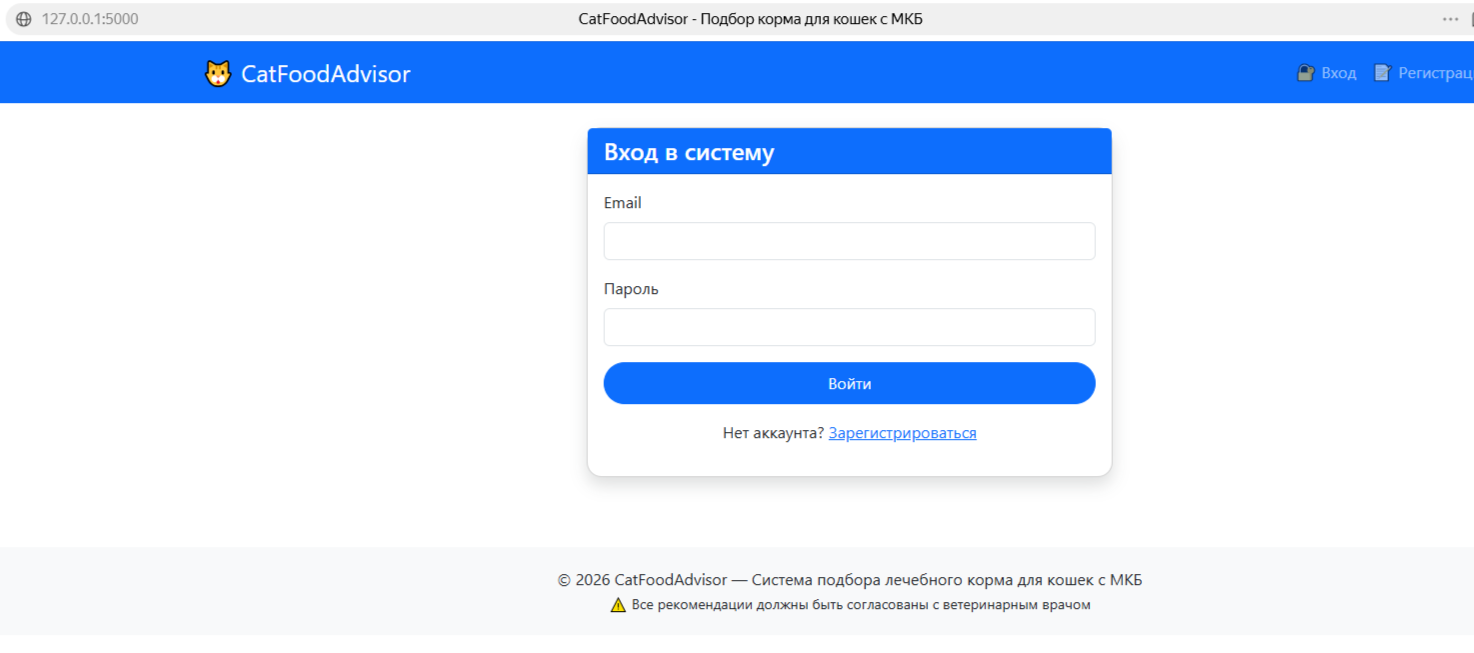 127.0.0.1:5000
CatFoodAdvisor - Подбор корма для кошек с МКБ
CatFoodAdvisor
Вход
Регистрац
Вход в систему
Email
Пароль
Войти
Нет аккаунта? Зарегистрироваться
© 2026 CatFoodAdvisor — Система подбора лечебного корма для кошек с МКБ
Все рекомендации должны быть согласованы с ветеринарным врачом